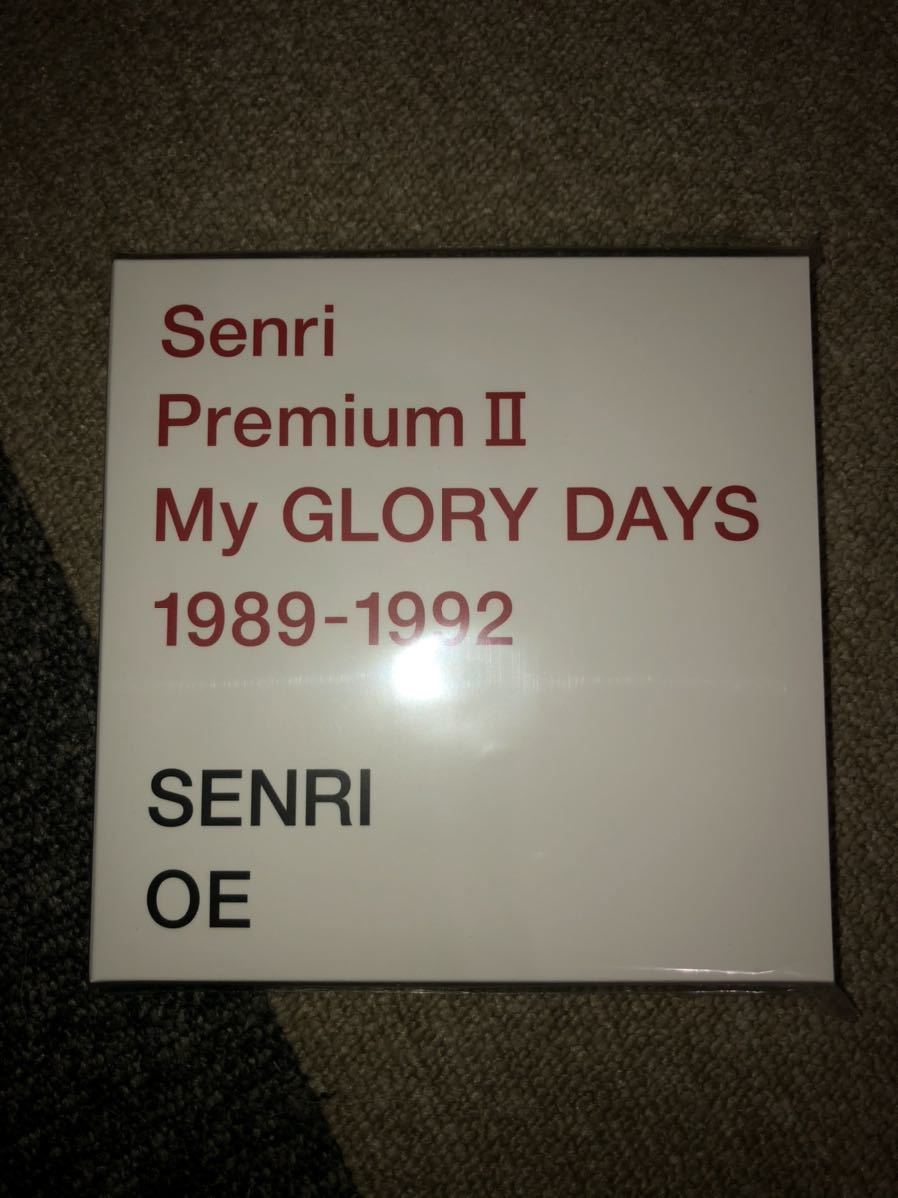 Senri
Premium Ⅱ
My GLORY DAYS
1989-1992
SENRI
OE